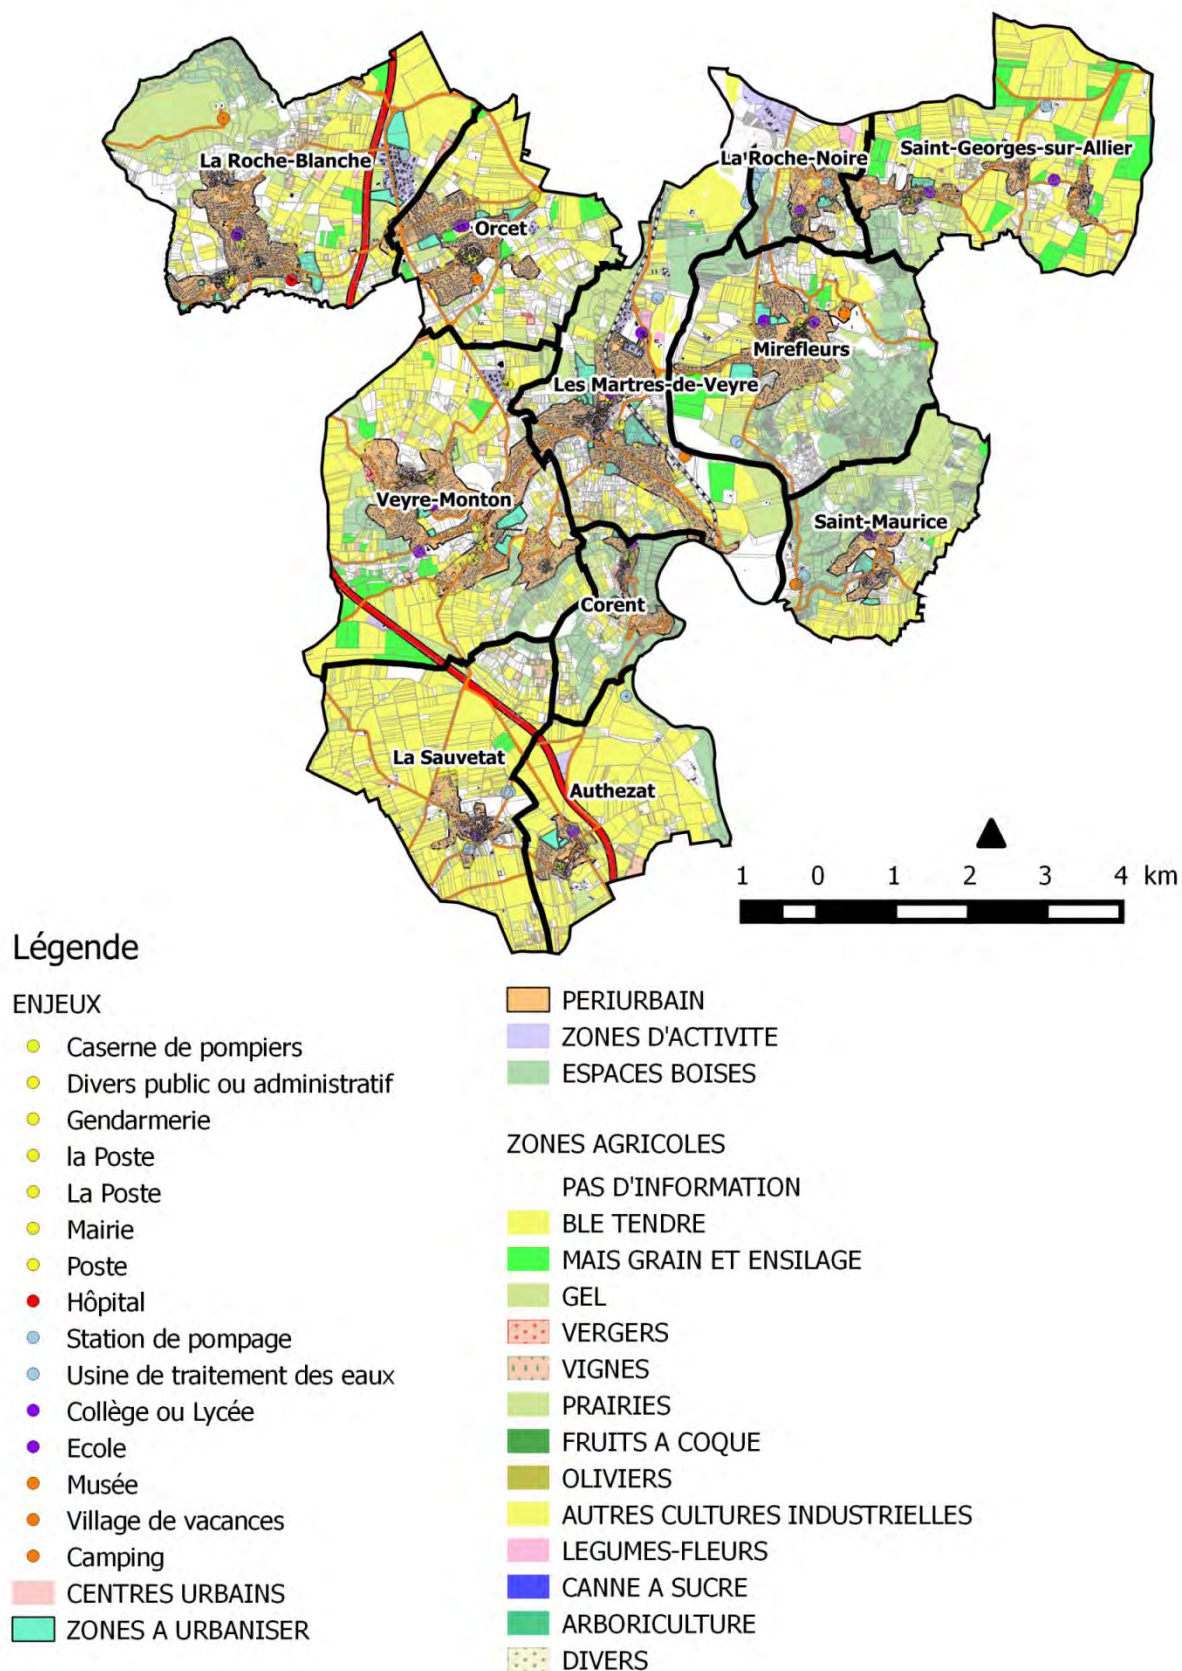 La Roche-Blanche
La Roche-Noire
Saint-Georges-sur-Allier
Orcet
Mirefleurs
Les Martres-de-Veyre
Veyre-Monton
Saint-Maurice
Corent
La Sauvetat
Authezat
1 0 1 2 3 4 km
Légende
ENJEUX
Caserne de pompiers
Divers public ou administratif
Gendarmerie
la Poste
La Poste
Mairie
Poste
Hôpital
Station de pompage
Usine de traitement des eaux
Collège ou Lycée
Ecole
Musée
Village de vacances
Camping
CENTRES URBAINS
ZONES A URBANISER
PERIURBAIN
ZONES D'ACTIVITE
ESPACES BOISES
ZONES AGRICOLES
PAS D'INFORMATION
BLE TENDRE
MAIS GRAIN ET ENSILAGE
GEL
VERGERS
VIGNES
PRAIRIES
FRUITS A COQUE
OLIVIERS
AUTRES CULTURES INDUSTRIELLES
LEGUMES-FLEURS
CANNE A SUCRE
ARBORICULTURE
DIVERS